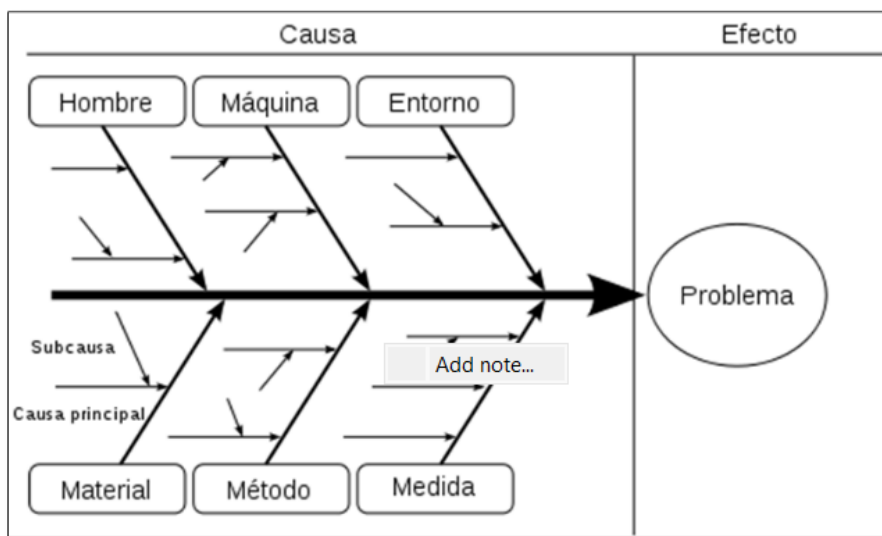 Causa
Efecto
Hombre
Máquina
Entorno
Problema
Subcausa
Add note...
Causa principal
Material
Método
Medida